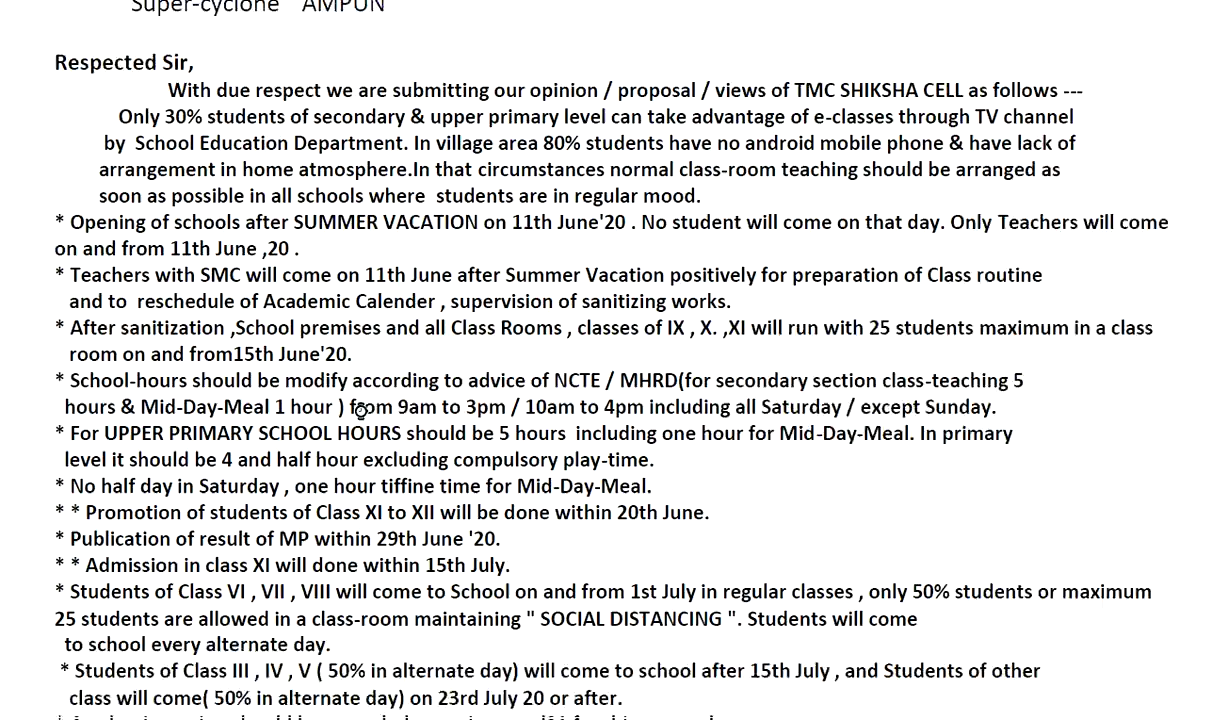 Super-cyclone AMPUN
Respected Sir,
With due respect we are submitting our opinion / proposal / views of TMC SHIKSHA CELL as follows ---
Only 30% students of secondary & upper primary level can take advantage of e-classes through TV channel
by School Education Department. In village area 80% students have no android mobile phone & have lack of
arrangement in home atmosphere.In that circumstances normal class-room teaching should be arranged as
soon as possible in all schools where students are in regular mood.
* Opening of schools after SUMMER VACATION on 11th June'20 . No student will come on that day. Only Teachers will come
on and from 11th June ,20 .
* Teachers with SMC will come on 11th June after Summer Vacation positively for preparation of Class routine
and to reschedule of Academic Calender , supervision of sanitizing works.
* After sanitization ,School premises and all Class Rooms , classes of IX , X. ,XI will run with 25 students maximum in a class
room on and from15th June'20.
* School-hours should be modify according to advice of NCTE / MHRD(for secondary section class-teaching 5
hours & Mid-Day-Meal 1 hour ) from 9am to 3pm / 10am to 4pm including all Saturday / except Sunday.
* For UPPER PRIMARY SCHOOL HOURS should be 5 hours including one hour for Mid-Day-Meal. In primary
level it should be 4 and half hour excluding compulsory play-time.
* No half day in Saturday , one hour tiffine time for Mid-Day-Meal.
* * Promotion of students of Class XI to XII will be done within 20th June.
* Publication of result of MP within 29th June '20.
* * Admission in class XI will done within 15th July.
* Students of Class VI , VII , VIII will come to School on and from 1st July in regular classes , only 50% students or maximum
25 students are allowed in a class-room maintaining " SOCIAL DISTANCING ". Students will come
to school every alternate day.
* Students of Class III , IV , V ( 50% in alternate day) will come to school after 15th July , and Students of other
class will come( 50% in alternate day) on 23rd July 20 or after.